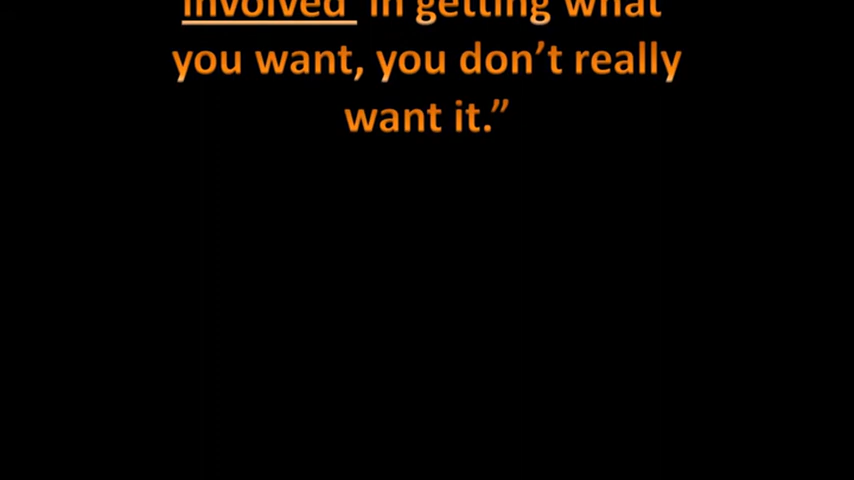 involved in getting what
you want, you don’t really
want it.”